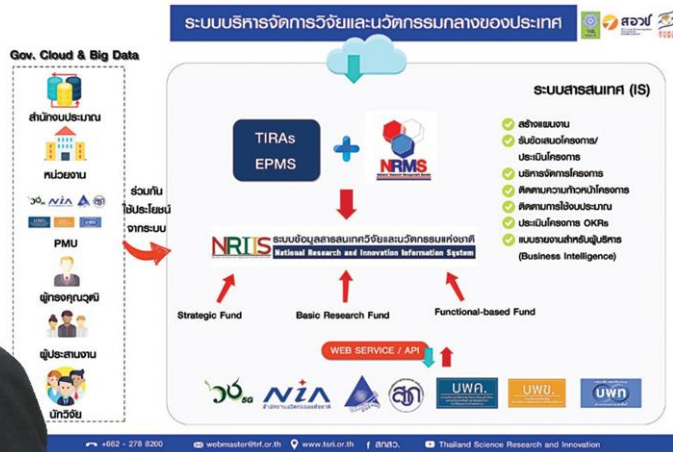 ระบบบริหารจัดการวิจัยและนวัตกรรมกลางของประเทศ
สอวช
Gov. Cloud & Big Data
สำนักงบประมาณ
หน่วยงาน
วช NIA
PMU
ผู้ทรงคุณวุฒิ
ผู้ประสานงาน
นักวิจัย
ร่วมกัน
ใช้ประโยชน์
จากระบบ
TIRAs
EPMS
NRMS
ระบบสารสนเทศ (IS)
สร้างแผนงาน
รับข้อเสนอโครงการ/
ประเมินโครงการ
บริหารจัดการโครงการ
ติดตามความก้าวหน้าโครงการ
ติดตามการใช้งบประมาณ
ประเมินโครงการ OKRs
แบบรายงานสำหรับผู้บริหาร
(Business Intelligence)
NRIIS ระบบข้อมูลสารสนเทศวิจัยและนวัตกรรมแห่งชาติ
National Research and Innovation Information System
Strategic Fund
Basic Research Fund
Functional-based Fund
WEB SERVICE / API
วช 5G
NIA
สำนักงานนวัตกรรมแห่งชาติ
บพค.
บพข.
บพท
+662 - 278 8200
webmaster@trf.or.th
www.tsri.or.th
สกสว.
Thailand Science Research and Innovation